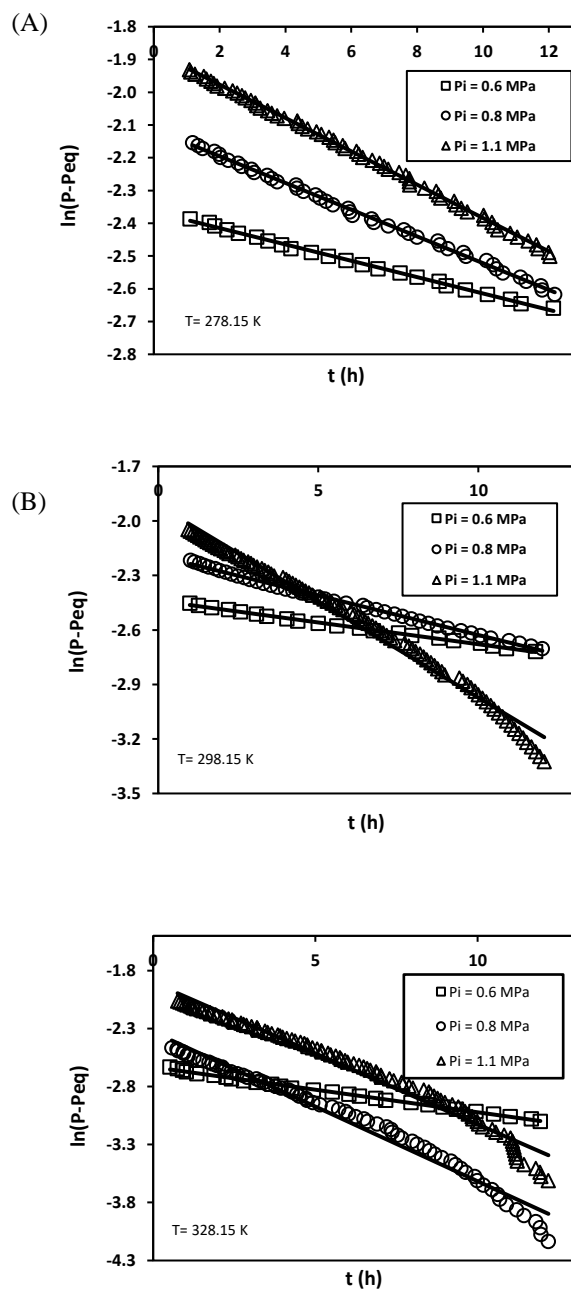 (A)
0 2 4 6 8 10 12
-1.8
-1.9
-2.0
-2.1
-2.2
-2.3
-2.4
-2.5
-2.6
-2.7
-2.8
ln(P-Peq)
Pi = 0.6 MPa
Pi = 0.8 MPa
Pi = 1.1 MPa
T= 278.15 K
t (h)
(B)
0 5 10
-1.7
-2.0
-2.3
-2.6
-2.9
-3.2
-3.5
ln(P-Peq)
Pi = 0.6 MPa
Pi = 0.8 MPa
Pi = 1.1 MPa
T= 298.15 K
t (h)
0 5 10
-1.8
-2.3
-2.8
-3.3
-3.8
-4.3
ln(P-Peq)
Pi = 0.6 MPa
Pi = 0.8 MPa
Pi = 1.1 MPa
T= 328.15 K
t (h)